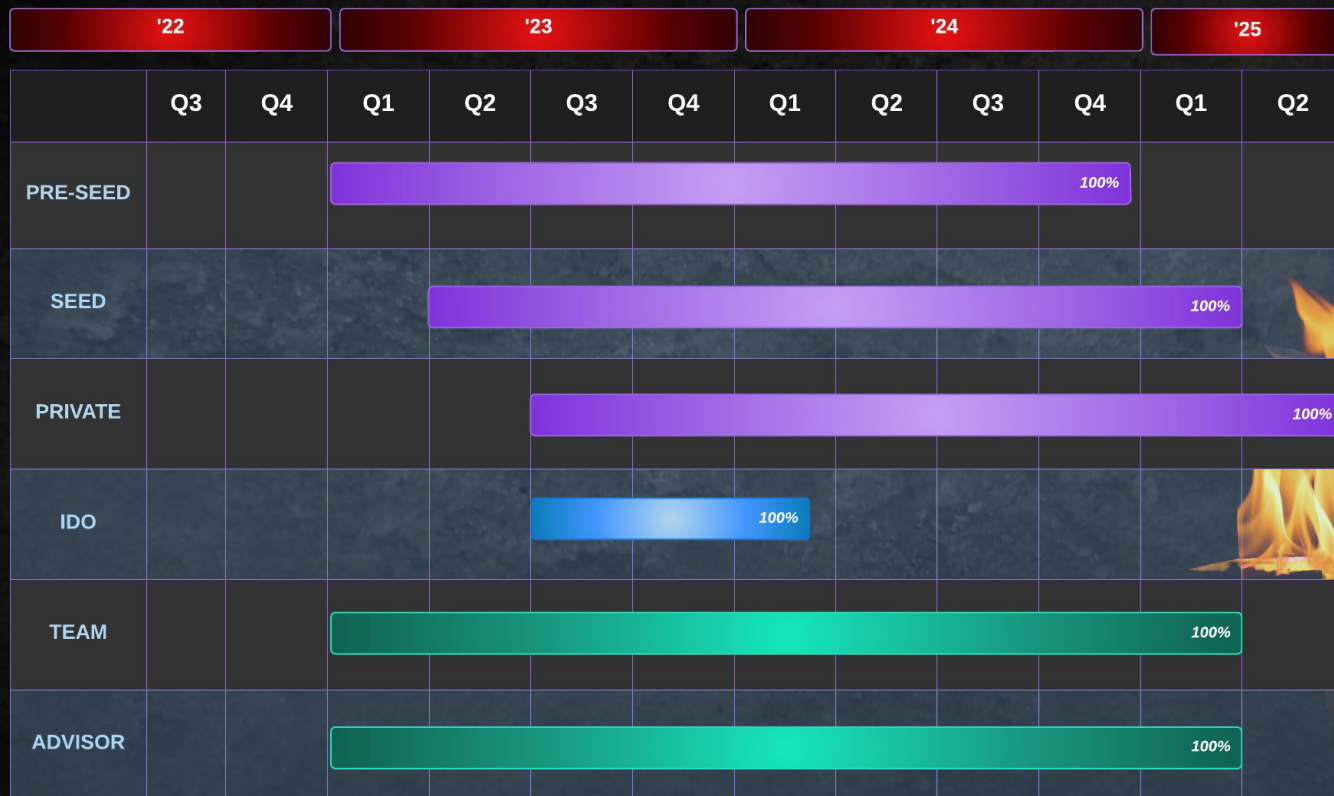 '22 '23 '24 '25
Q3 Q4 Q1 Q2 Q3 Q4 Q1 Q2 Q3 Q4 Q1 Q2
PRE-SEED 100%
SEED 100%
PRIVATE 100%
IDO 100%
TEAM 100%
ADVISOR 100%